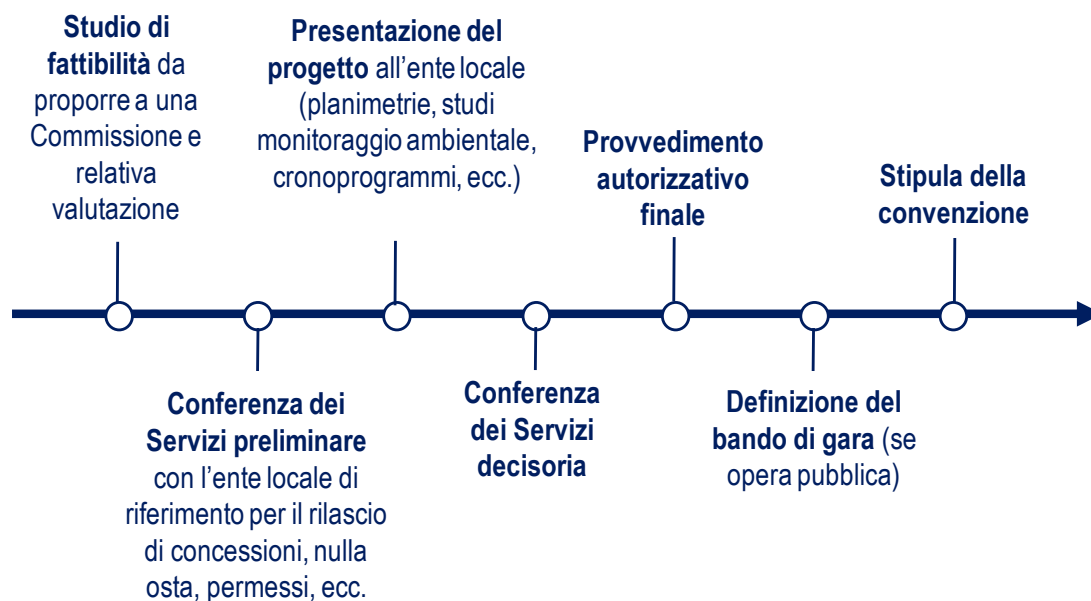 Studio di
fattibilità da
proporre a una
Commissione e
relativa
valutazione
Conferenza dei
Servizi preliminare
con l'ente locale di
riferimento per il rilascio
di concessioni, nulla
osta, permessi, ecc.
Presentazione del
progetto all'ente locale
(planimetrie, studi
monitoraggio ambientale,
cronoprogrammi, ecc.)
Conferenza
dei Servizi
decisoria
Provvedimento
autorizzativo
finale
Definizione del
bando di gara (se
opera pubblica)
Stipula della
convenzione